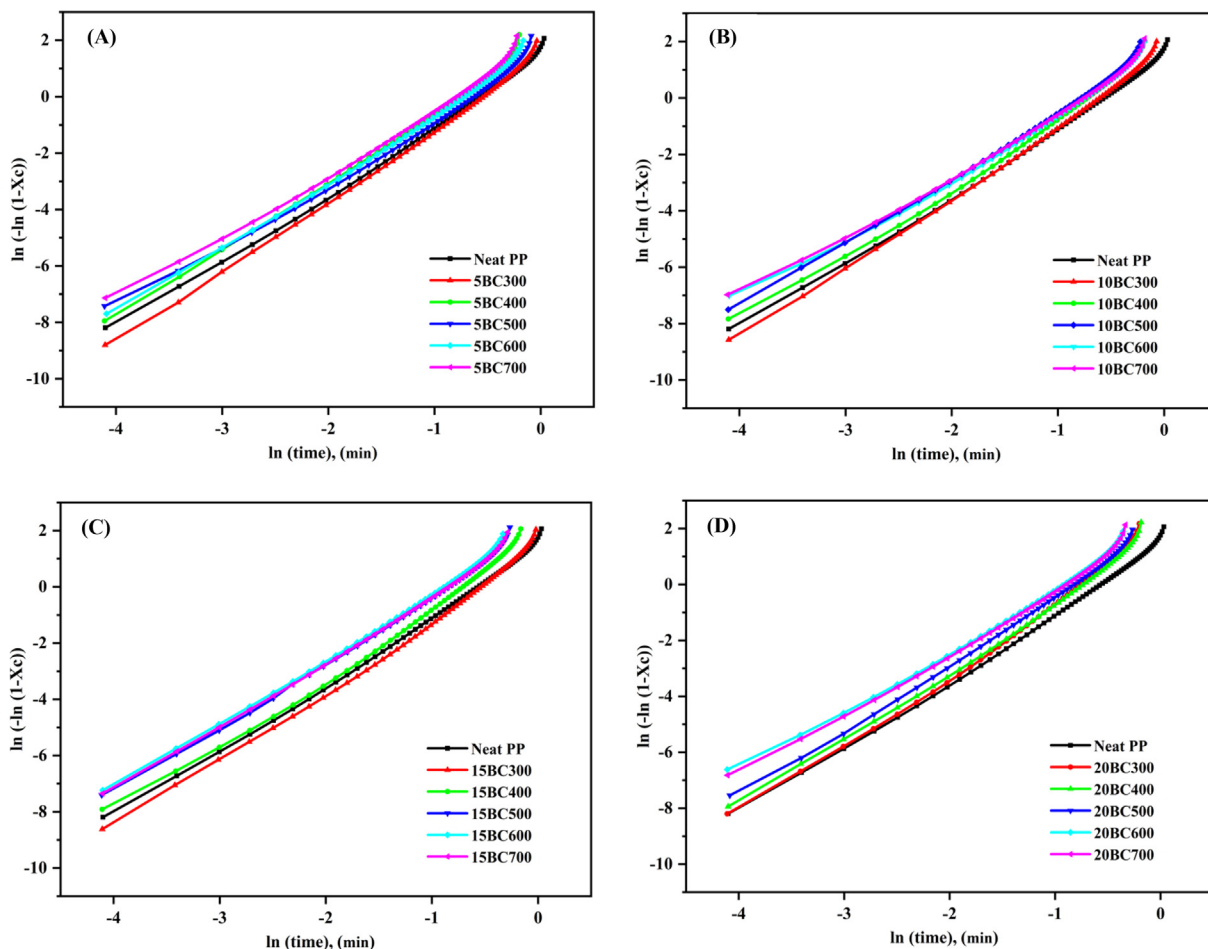 (A)
ln (-ln (1-Xc))
2
0
-2
-4
-6
-8
-10
Neat PP
5BC300
5BC400
5BC500
5BC600
5BC700
-4
-3
-2
-1
0
ln (time), (min)
(B)
ln (-ln (1-Xc))
2
0
-2
-4
-6
-8
-10
Neat PP
10BC300
10BC400
10BC500
10BC600
10BC700
-4
-3
-2
-1
0
ln (time), (min)
(C)
ln (-ln (1-Xc))
2
0
-2
-4
-6
-8
-10
Neat PP
15BC300
15BC400
15BC500
15BC600
15BC700
-4
-3
-2
-1
0
ln (time), (min)
(D)
ln (-ln (1-Xc))
2
0
-2
-4
-6
-8
-10
Neat PP
20BC300
20BC400
20BC500
20BC600
20BC700
-4
-3
-2
-1
0
ln (time), (min)